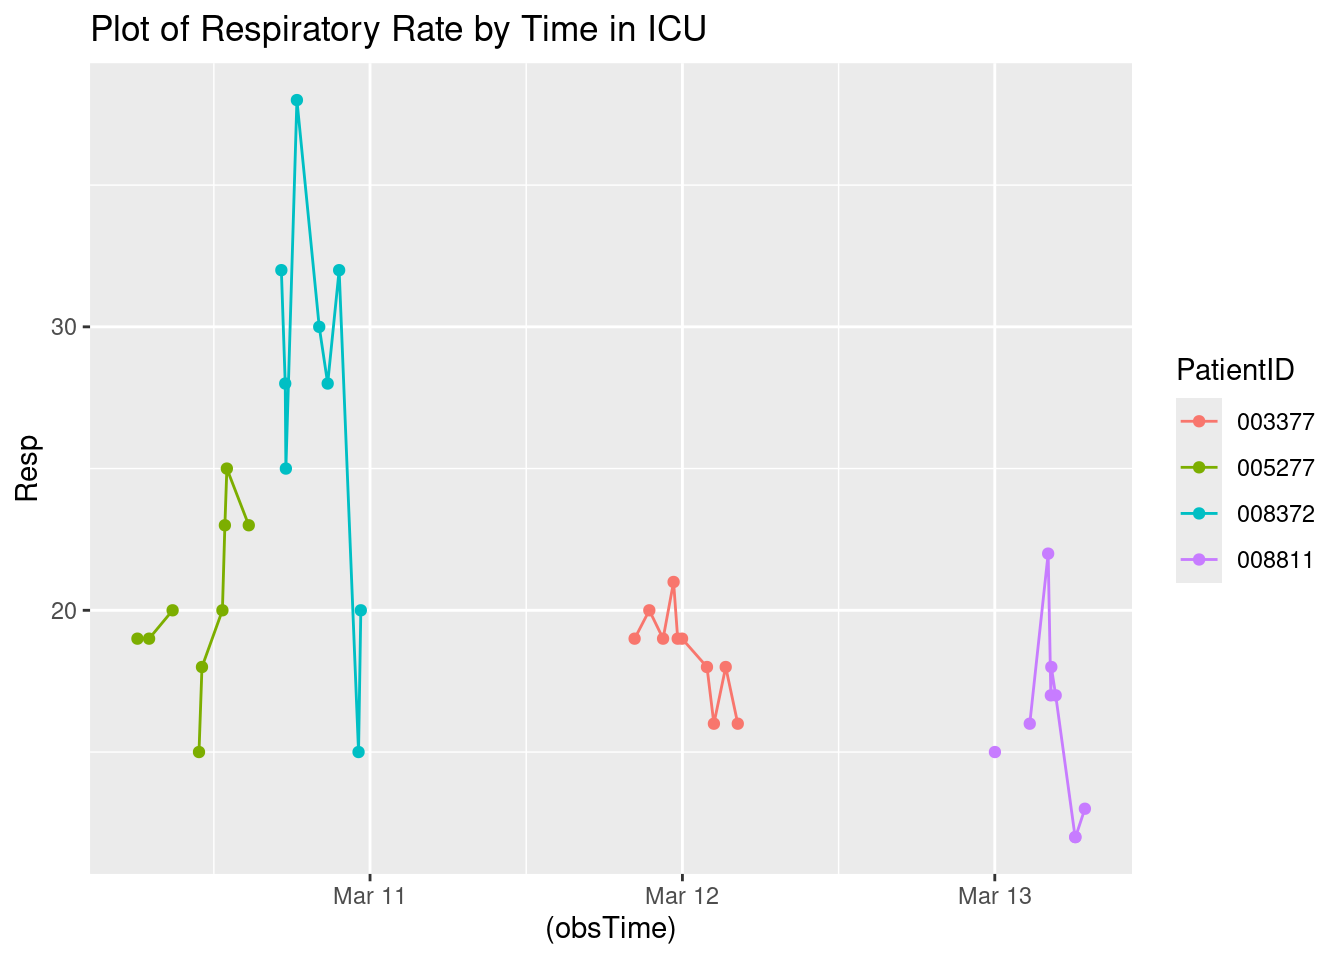 Plot of Respiratory Rate by Time in ICU
Resp
30
20
Mar 11
Mar 12
Mar 13
(obsTime)
PatientID
003377
005277
008372
008811